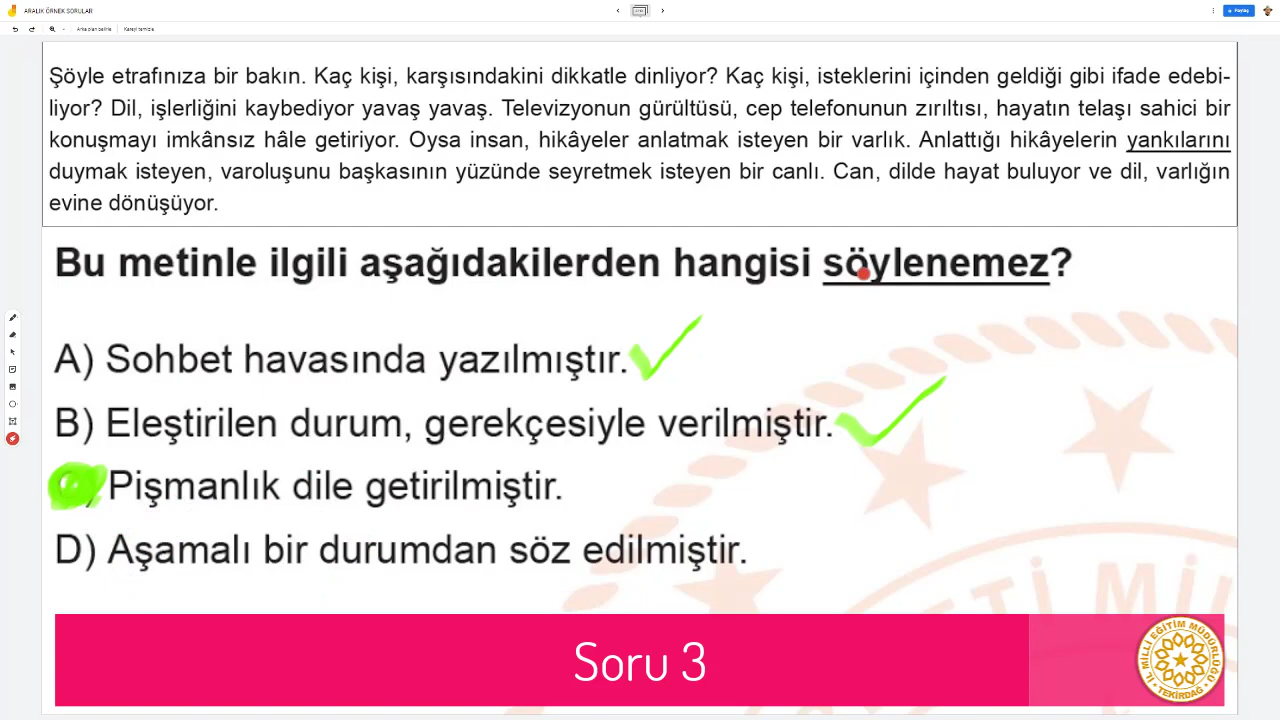 ARALIK ÖRNEK SORULAR
Paylaş
Arka plan belirle
Kareyi temizle
Şöyle etrafınıza bir bakın. Kaç kişi, karşısındakini dikkatle dinliyor? Kaç kişi, isteklerini içinden geldiği gibi ifade edebi-
liyor? Dil, işlerliğini kaybediyor yavaş yavaş. Televizyonun gürültüsü, cep telefonunun zırıltısı, hayatın telaşı sahici bir
konuşmayı imkânsız hâle getiriyor. Oysa insan, hikâyeler anlatmak isteyen bir varlık. Anlattığı hikâyelerin yankılarını
duymak isteyen, varoluşunu başkasının yüzünde seyretmek isteyen bir canlı. Can, dilde hayat buluyor ve dil, varlığın
evine dönüşüyor.
Bu metinle ilgili aşağıdakilerden hangisi söylenemez?
A) Sohbet havasında yazılmıştır.
B) Eleştirilen durum, gerekçesiyle verilmiştir.
C) Pişmanlık dile getirilmiştir.
D) Aşamalı bir durumdan söz edilmiştir.
ETİ MİL
Soru 3
İL MİLLİ EĞİTİM MÜDÜRLÜĞÜ
TEKİRDAĞ